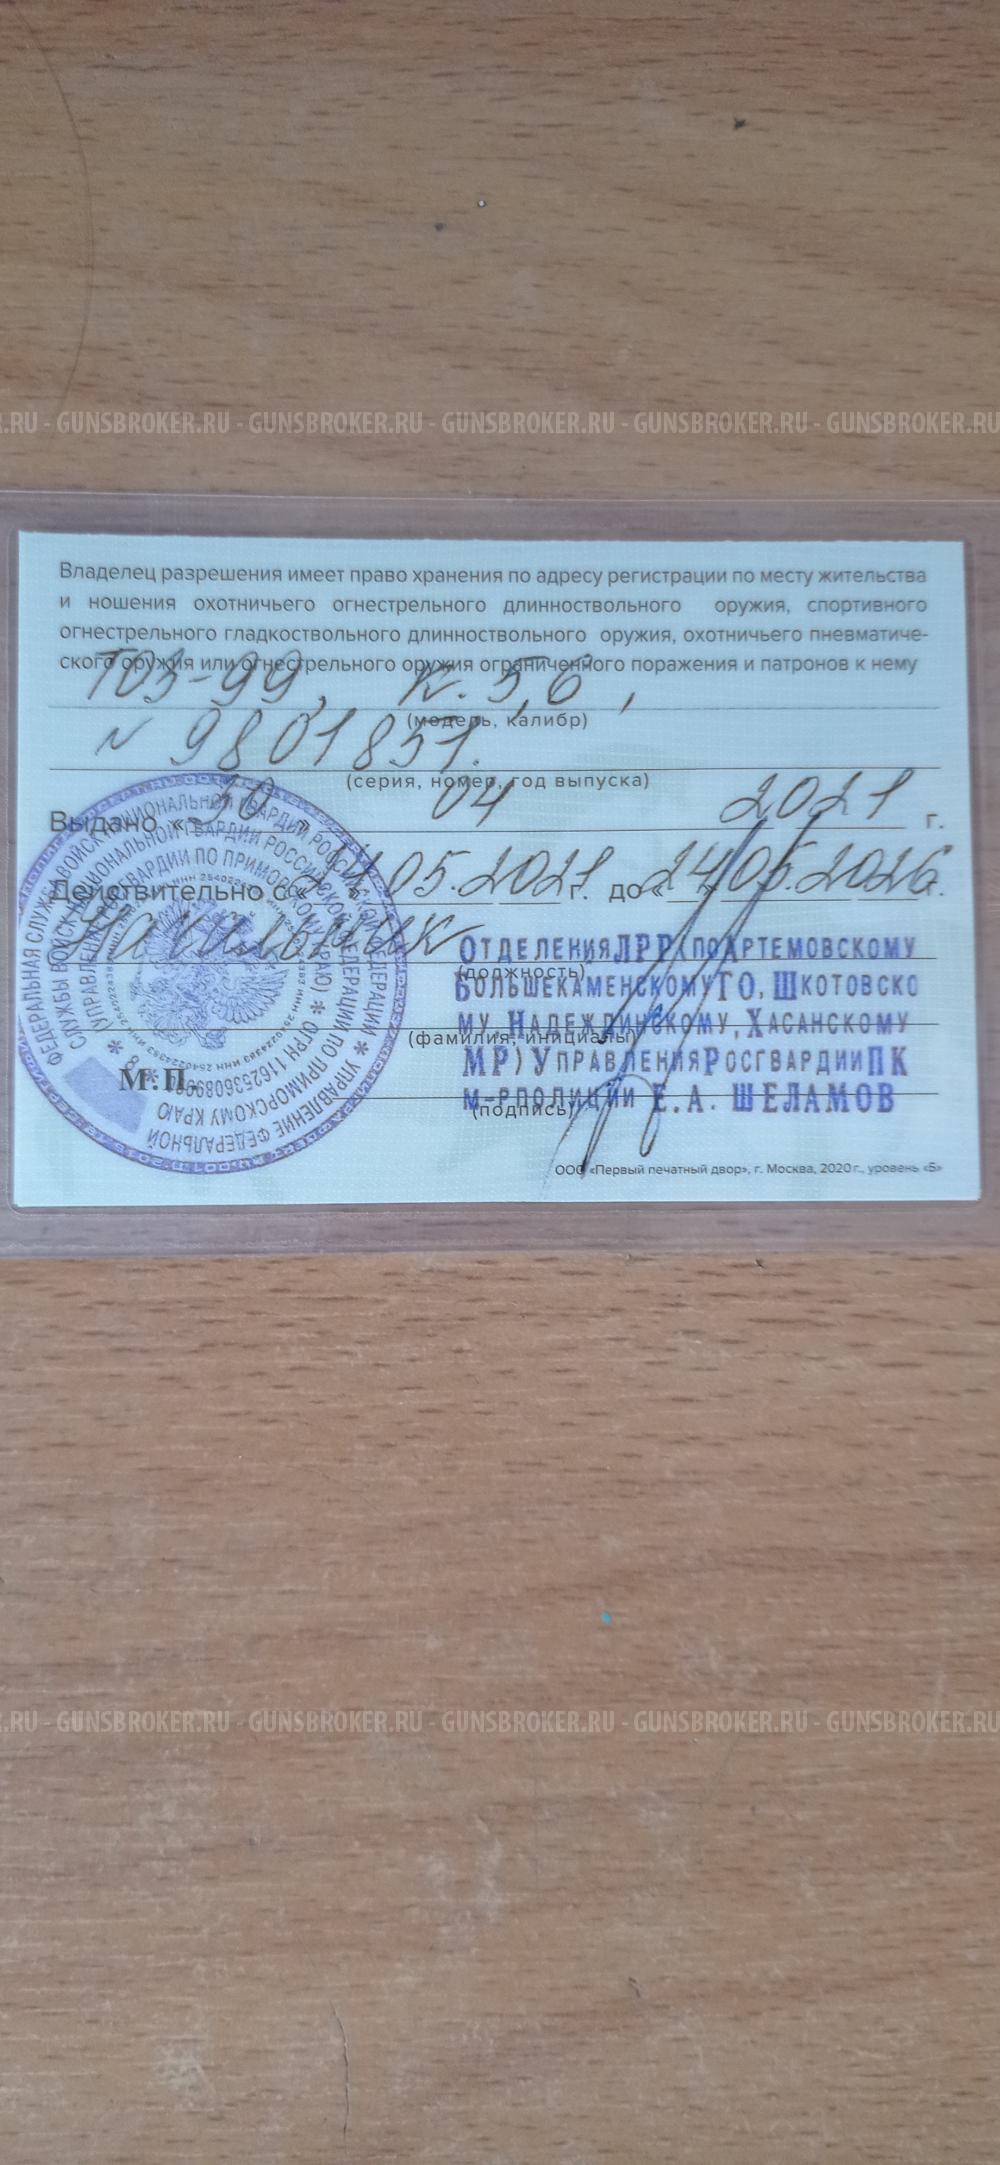 .RU - GUNSBROKER.RU - GUNSBROKER.RU - GUNSBROKER.RU - GUNSBROKER.RU - GUNSBROKER.RU
Владелец разрешения имеет право хранения по адресу регистрации по месту жительства
и ношения охотничьего огнестрельного длинноствольного оружия, спортивного
огнестрельного гладкоствольного длинноствольного оружия, охотничьего пневматиче-
ского оружия или огнестрельного оружия ограниченного поражения и патронов к нему
ТОЗ-99, к. 5,6,
(модель, калибр)
№ 9801851.
(серия, номер, год выпуска)
Выдано «30» 04 2021 г.
Действительно с «24» 05.2021 г. до «24» 05.2026 г.
Начальник ОТДЕЛЕНИЯ ЛРР (ПО АРТЕМОВСКОМУ
(должность)
БОЛЬШЕКАМЕНСКОМУ ГО, ШКОТОВСКО
МУ, НАДЕЖДИНСКОМУ, ХАСАНСКОМУ
(фамилия, инициалы)
МР) УПРАВЛЕНИЯ РОСГВАРДИИ ПК
М.П.
М-Р ПОЛИЦИИ Е.А. ШЕЛАМОВ
(подпись)
ООО «Первый печатный двор», г. Москва, 2020 г., уровень «Б»
.RU - GUNSBROKER.RU - GUNSBROKER.RU - GUNSBROKER.RU - GUNSBROKER.RU - GUNSBROKER.RU